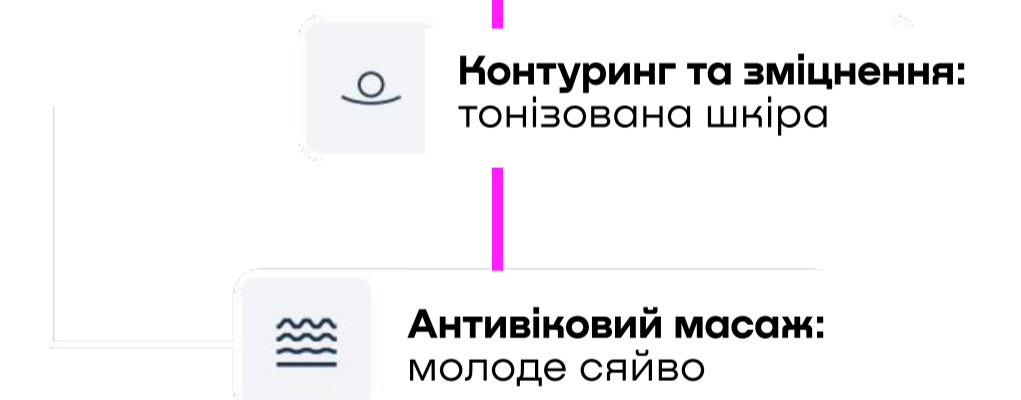 Контуринг та зміцнення:
тонізована шкіра
Антивіковий масаж:
молоде сяйво